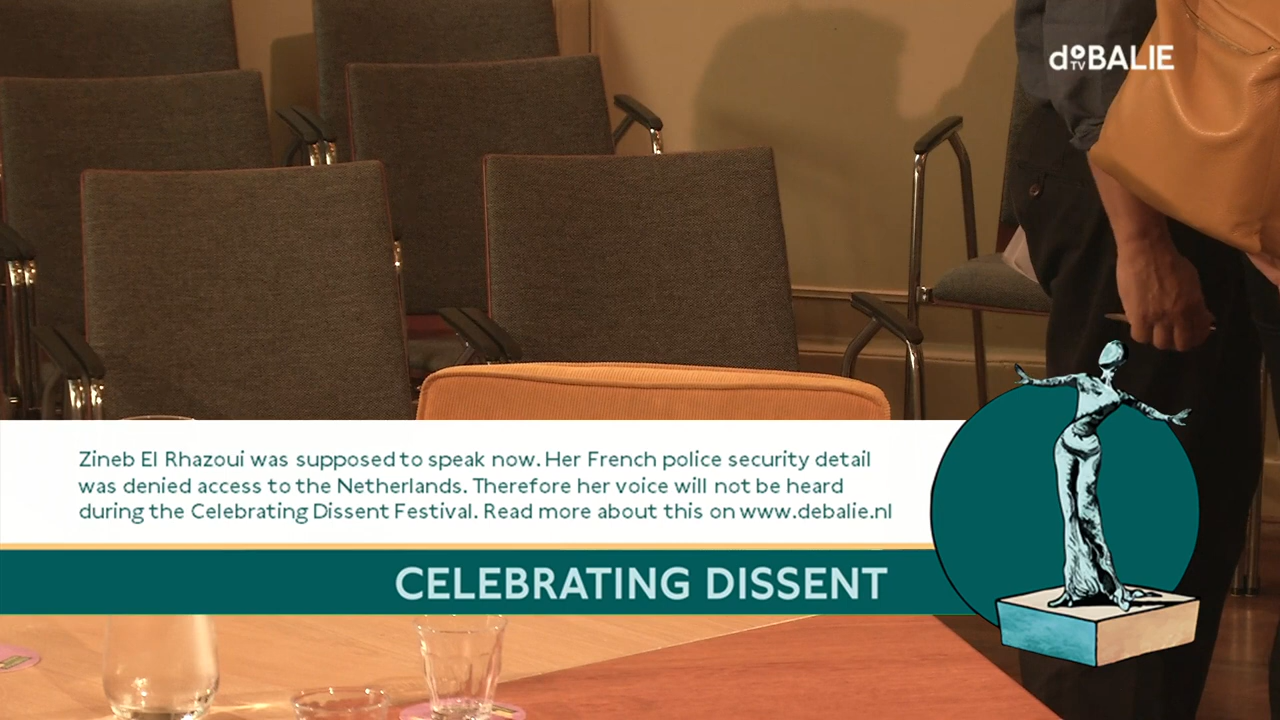 doTVBALIE
Zineb El Rhazoui was supposed to speak now. Her French police security detail
was denied access to the Netherlands. Therefore her voice will not be heard
during the Celebrating Dissent Festival. Read more about this on www.debalie.nl
CELEBRATING DISSENT